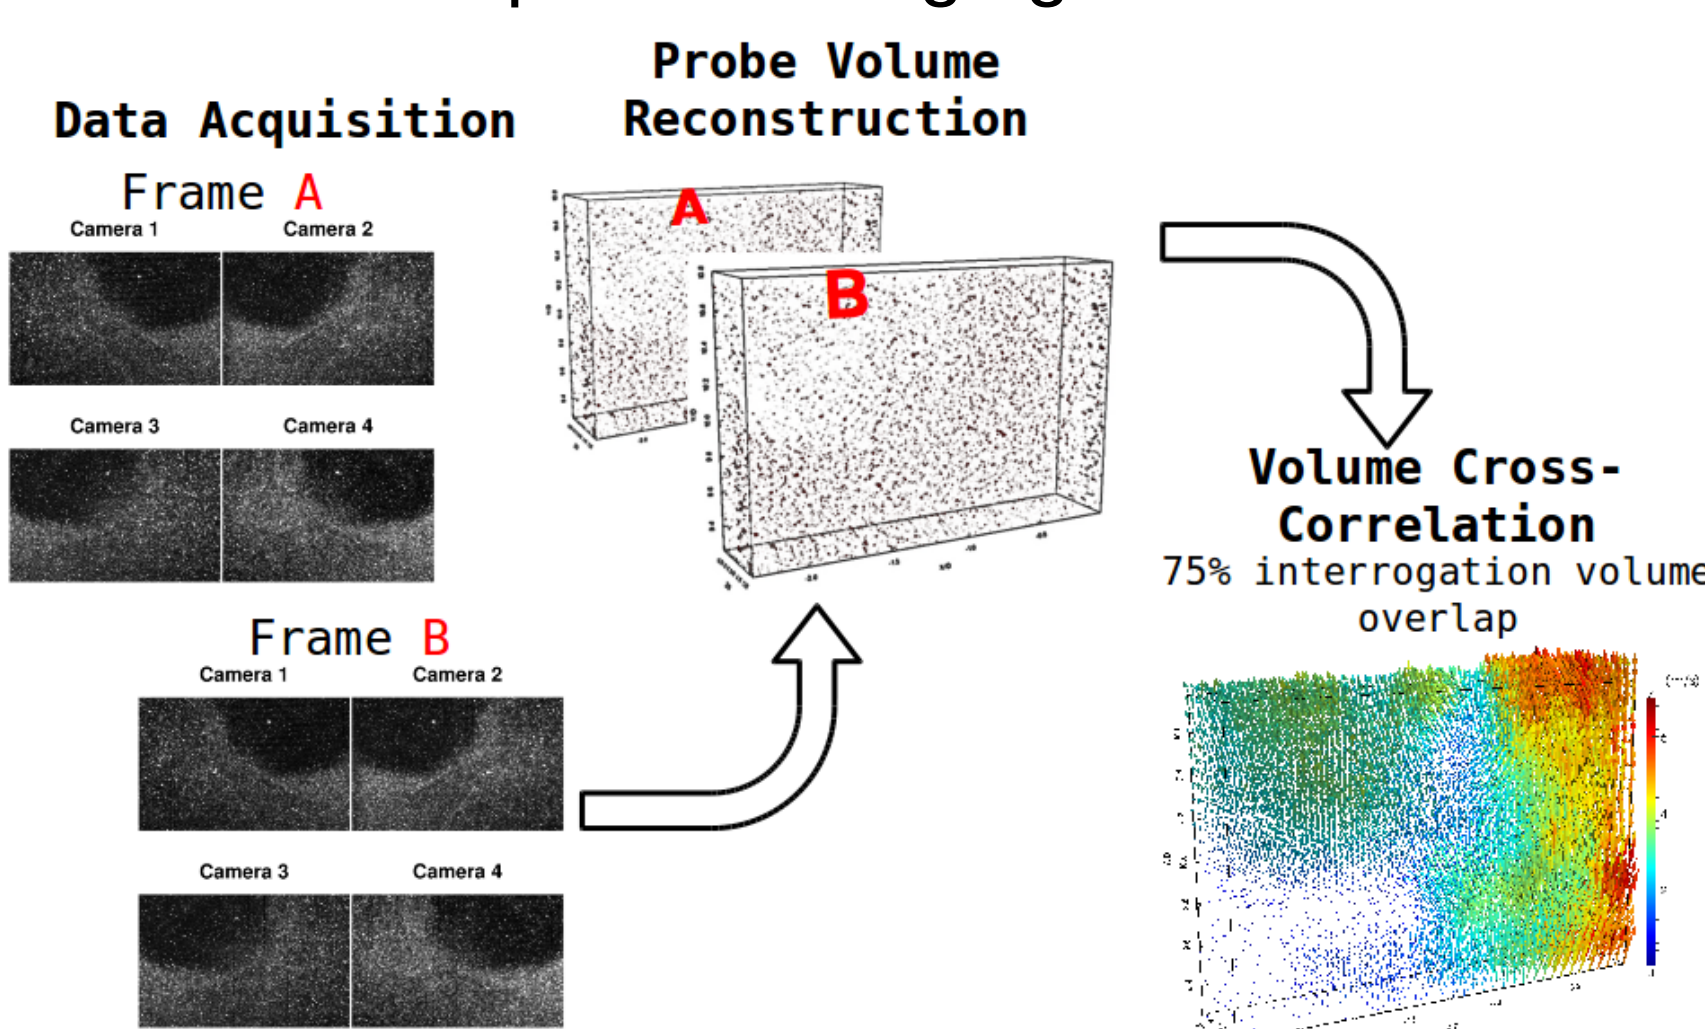 Data Acquisition
Frame A
Camera 1
Camera 2
Camera 3
Camera 4
Frame B
Camera 1
Camera 2
Camera 3
Camera 4
Probe Volume
Reconstruction
A
B
Volume Cross-
Correlation
75% interrogation volume
overlap